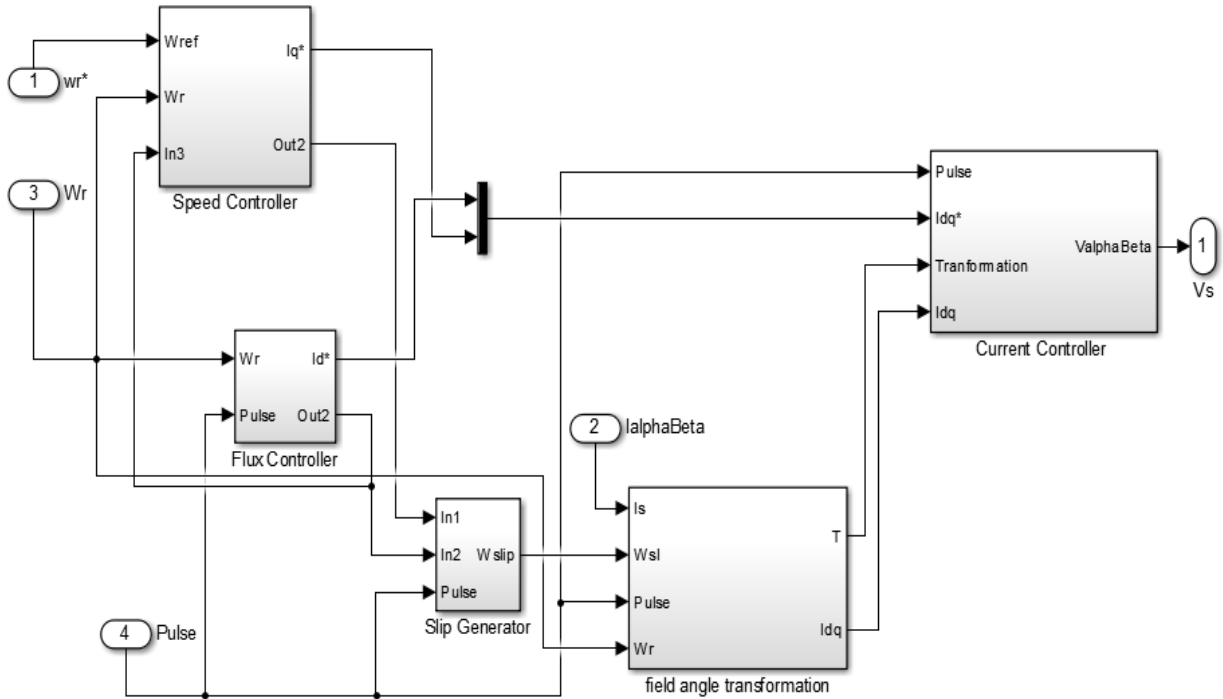 Wref
Wr
In3
Iq*
Out2
Speed Controller
1
wr*
3
Wr
Wr
Pulse
Id*
Out2
Flux Controller
Pulse
Idq*
Tranformation
Idq
ValphaBeta
Current Controller
1
Vs
2
IalphaBeta
In1
In2
Pulse
Wslip
Slip Generator
Is
Wsl
Pulse
Wr
T
Idq
field angle transformation
4
Pulse